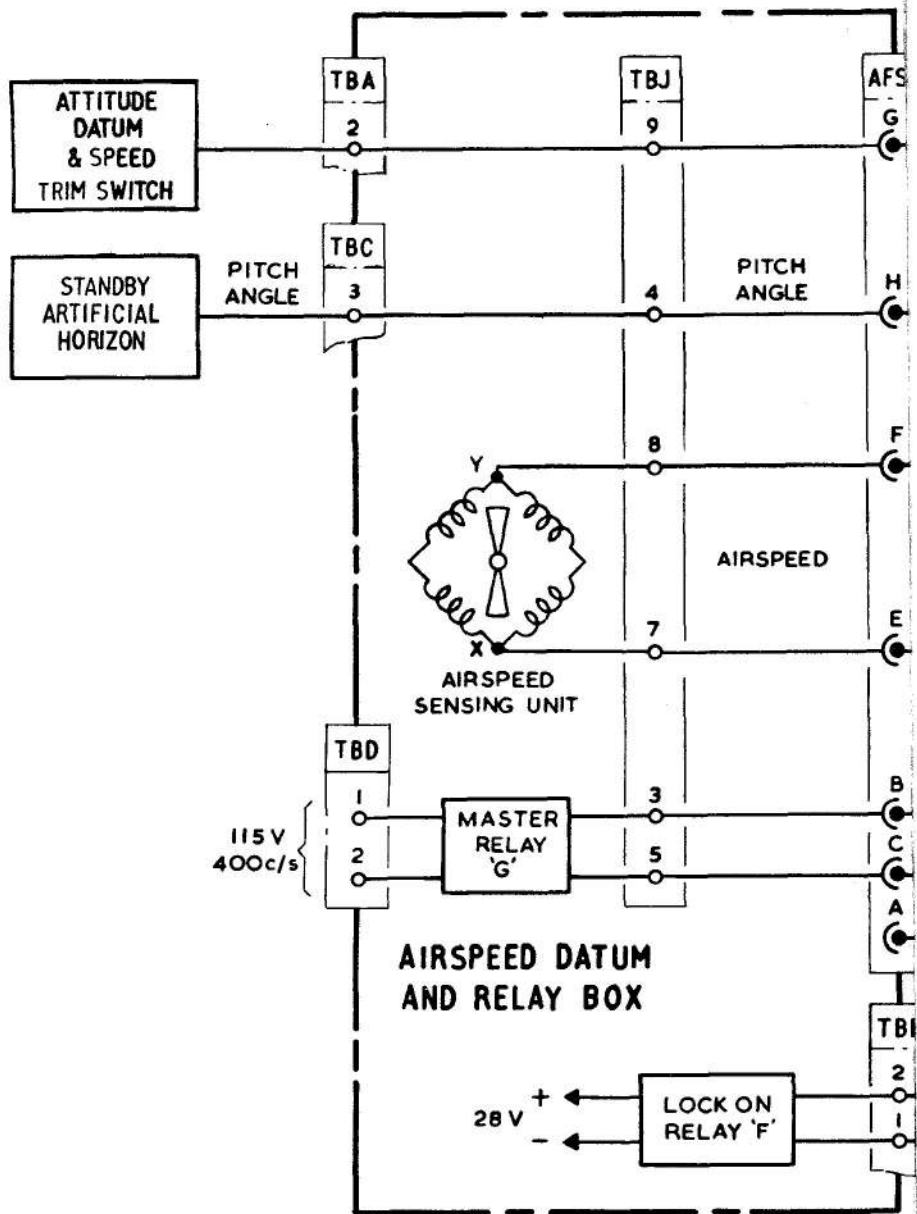 TBA
TBJ
AFS
ATTITUDE
DATUM
& SPEED
TRIM SWITCH
2
9
G
TBC
STANDBY
ARTIFICIAL
HORIZON
PITCH
ANGLE
3
4
PITCH
ANGLE
H
Y
8
F
AIRSPEED
X
7
E
AIRSPEED
SENSING UNIT
TBD
115V
400c/s
1
2
MASTER
RELAY
'G'
3
5
B
C
A
AIRSPEED DATUM
AND RELAY BOX
28V
+
-
LOCK ON
RELAY 'F'
2
1